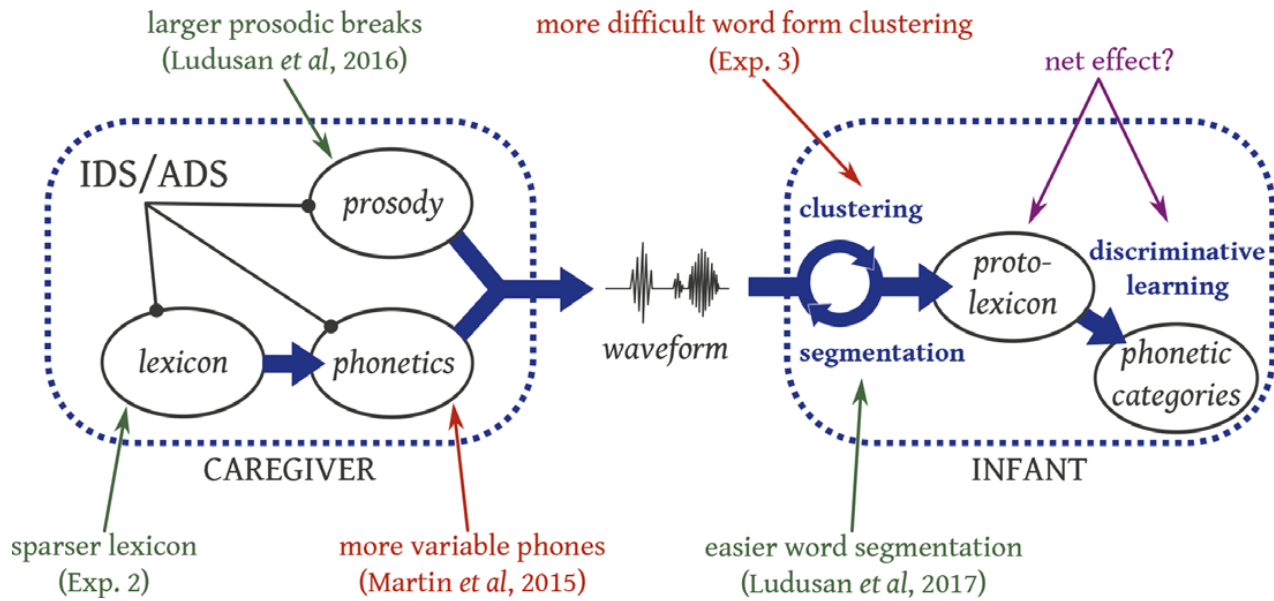 larger prosodic breaks
(Ludusan et al, 2016)
more difficult word form clustering
(Exp. 3)
net effect?
IDS/ADS
prosody
lexicon
phonetics
CAREGIVER
waveform
clustering
segmentation
proto-
lexicon
discriminative
learning
phonetic
categories
INFANT
sparser lexicon
(Exp. 2)
more variable phones
(Martin et al, 2015)
easier word segmentation
(Ludusan et al, 2017)